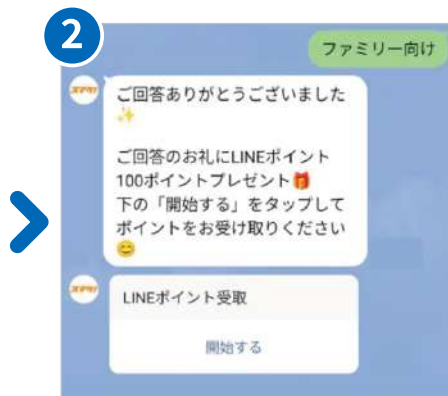 2
ファミリー向け
ご回答ありがとうございました
✨
ご回答のお礼にLINEポイント
100ポイントプレゼント🎁
下の「開始する」をタップして
ポイントをお受け取りください
😊
LINEポイント受取
開始する